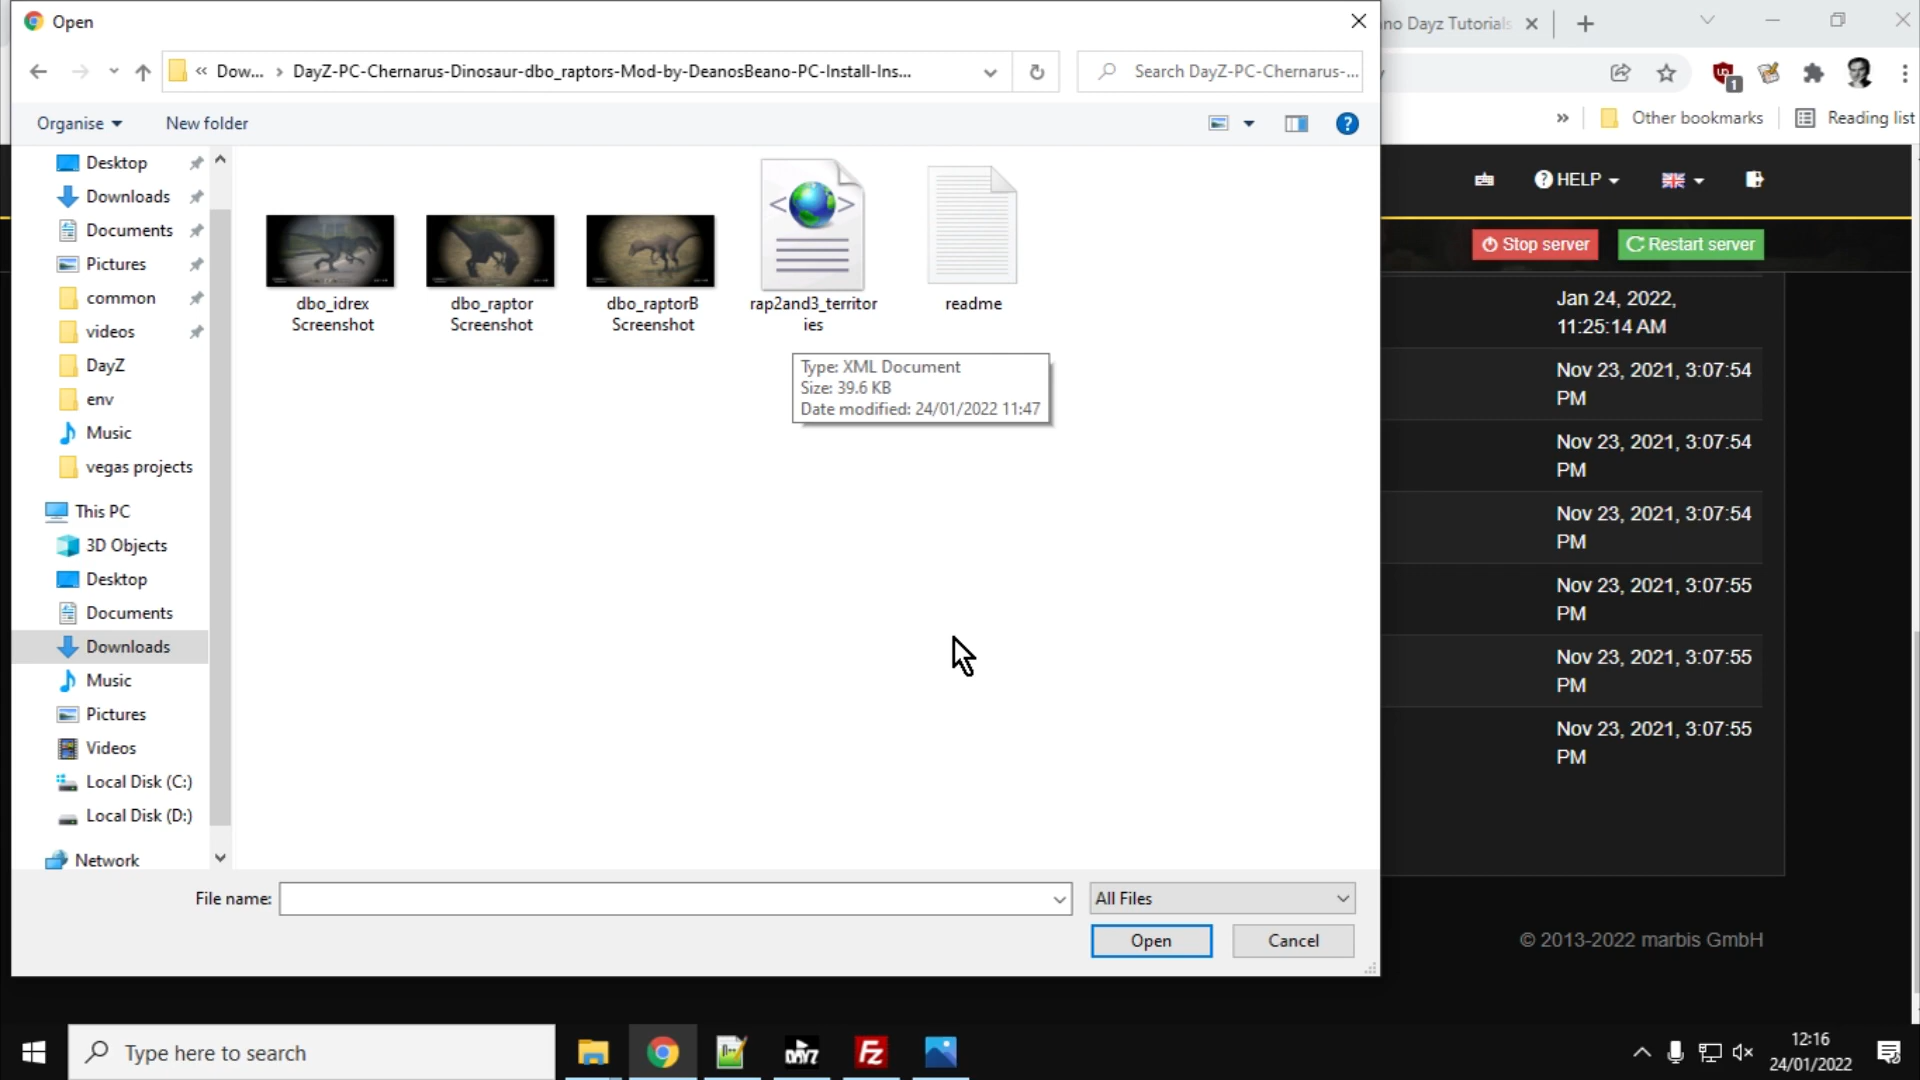 Open
no Dayz Tutorials
« Dow... › DayZ-PC-Chernarus-Dinosaur-dbo_raptors-Mod-by-DeanosBeano-PC-Install-Ins...
Search DayZ-PC-Chernarus-...
1
Organise
New folder
Other bookmarks
Reading list
Desktop
Downloads
Documents
Pictures
common
videos
DayZ
env
Music
vegas projects
This PC
3D Objects
Desktop
Documents
Downloads
Music
Pictures
Videos
Local Disk (C:)
Local Disk (D:)
Network
dbo_idrex
Screenshot
dbo_raptor
Screenshot
dbo_raptorB
Screenshot
rap2and3_territor
ies
readme
Type: XML Document
Size: 39.6 KB
Date modified: 24/01/2022 11:47
HELP
Stop server
Restart server
Jan 24, 2022,
11:25:14 AM
Nov 23, 2021, 3:07:54
PM
Nov 23, 2021, 3:07:54
PM
Nov 23, 2021, 3:07:54
PM
Nov 23, 2021, 3:07:55
PM
Nov 23, 2021, 3:07:55
PM
Nov 23, 2021, 3:07:55
PM
File name:
All Files
Open
Cancel
© 2013-2022 marbis GmbH
Type here to search
DAYZ
FZ
12:16
24/01/2022